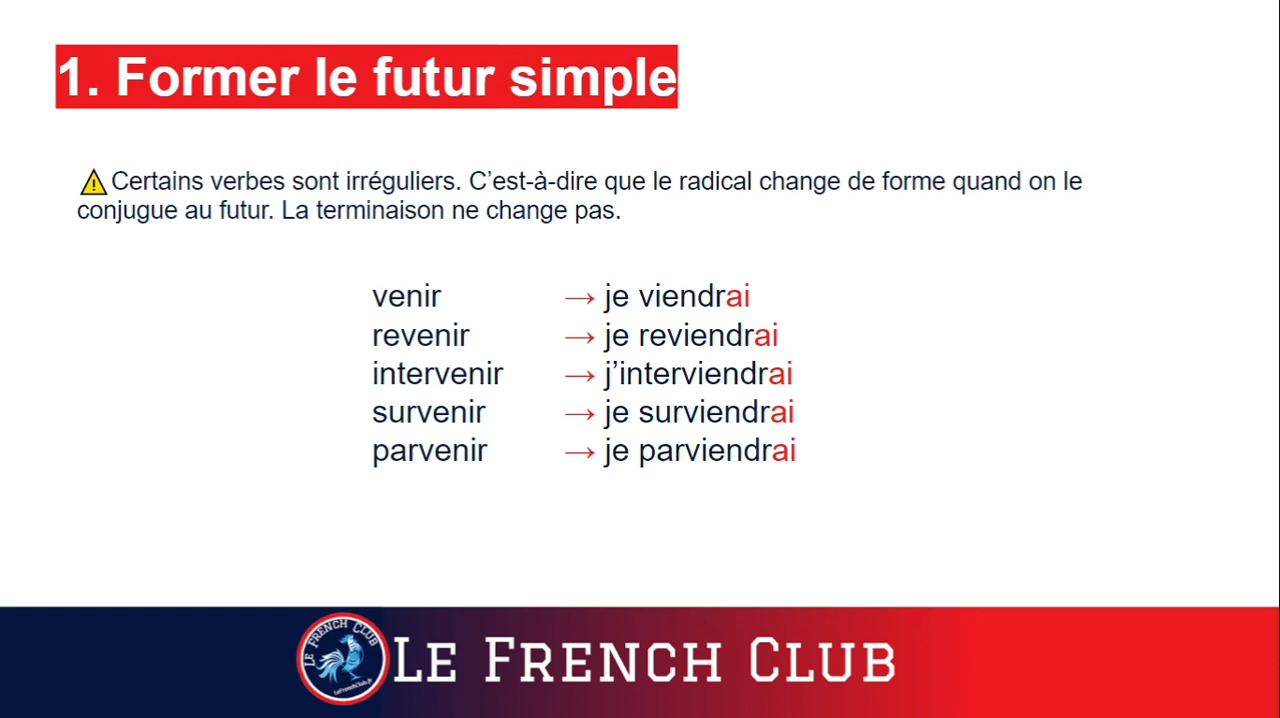 1. Former le futur simple
⚠Certains verbes sont irréguliers. C’est-à-dire que le radical change de forme quand on le
conjugue au futur. La terminaison ne change pas.
venir → je viendrai
revenir → je reviendrai
intervenir → j’interviendrai
survenir → je surviendrai
parvenir → je parviendrai
LE FRENCH CLUB
LeFrenchClub.fr
LE FRENCH CLUB